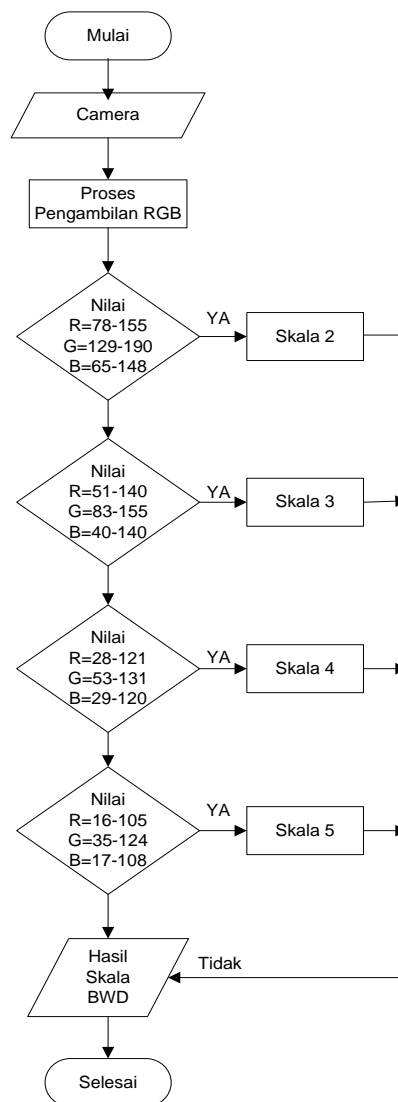 Mulai
Camera
Proses
Pengambilan RGB
Nilai
R=78-155
G=129-190
B=65-148
YA
Skala 2
Nilai
R=51-140
G=83-155
B=40-140
YA
Skala 3
Nilai
R=28-121
G=53-131
B=29-120
YA
Skala 4
Nilai
R=16-105
G=35-124
B=17-108
YA
Skala 5
Hasil
Skala
BWD
Tidak
Selesai